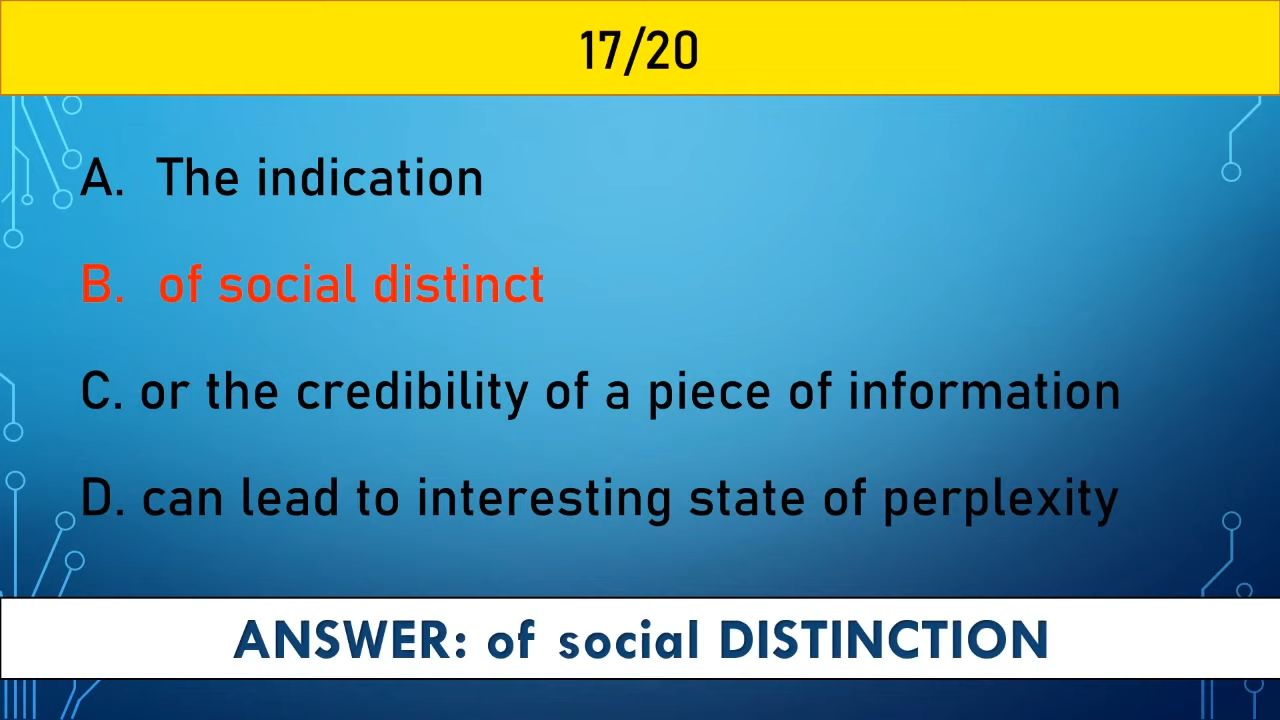 17/20
A. The indication
B. of social distinct
C. or the credibility of a piece of information
D. can lead to interesting state of perplexity
ANSWER: of social DISTINCTION